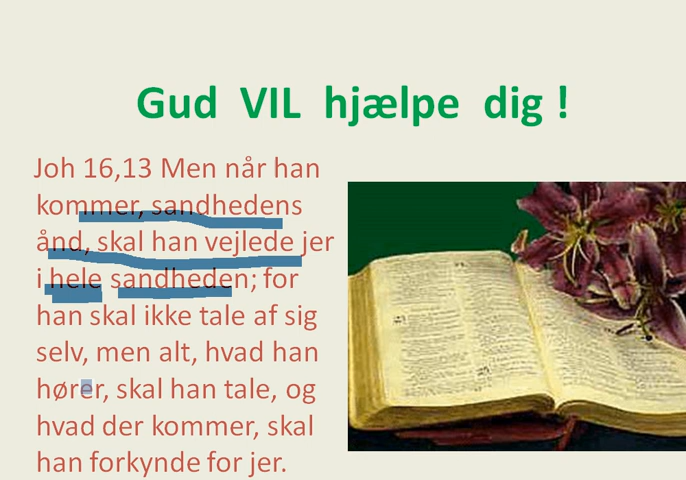 Gud VIL hjælpe dig !
Joh 16,13 Men når han
kommer, sandhedens
ånd, skal han vejlede jer
i hele sandheden; for
han skal ikke tale af sig
selv, men alt, hvad han
hører, skal han tale, og
hvad der kommer, skal
han forkynde for jer.